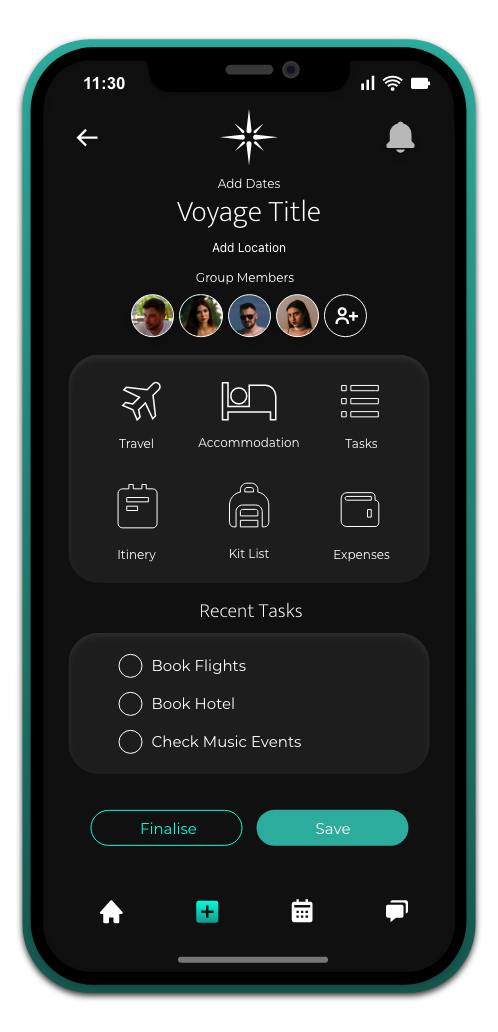 11:30
Add Dates
Voyage Title
Add Location
Group Members
Travel
Accommodation
Tasks
Itinery
Kit List
Expenses
Recent Tasks
Book Flights
Book Hotel
Check Music Events
Finalise
Save